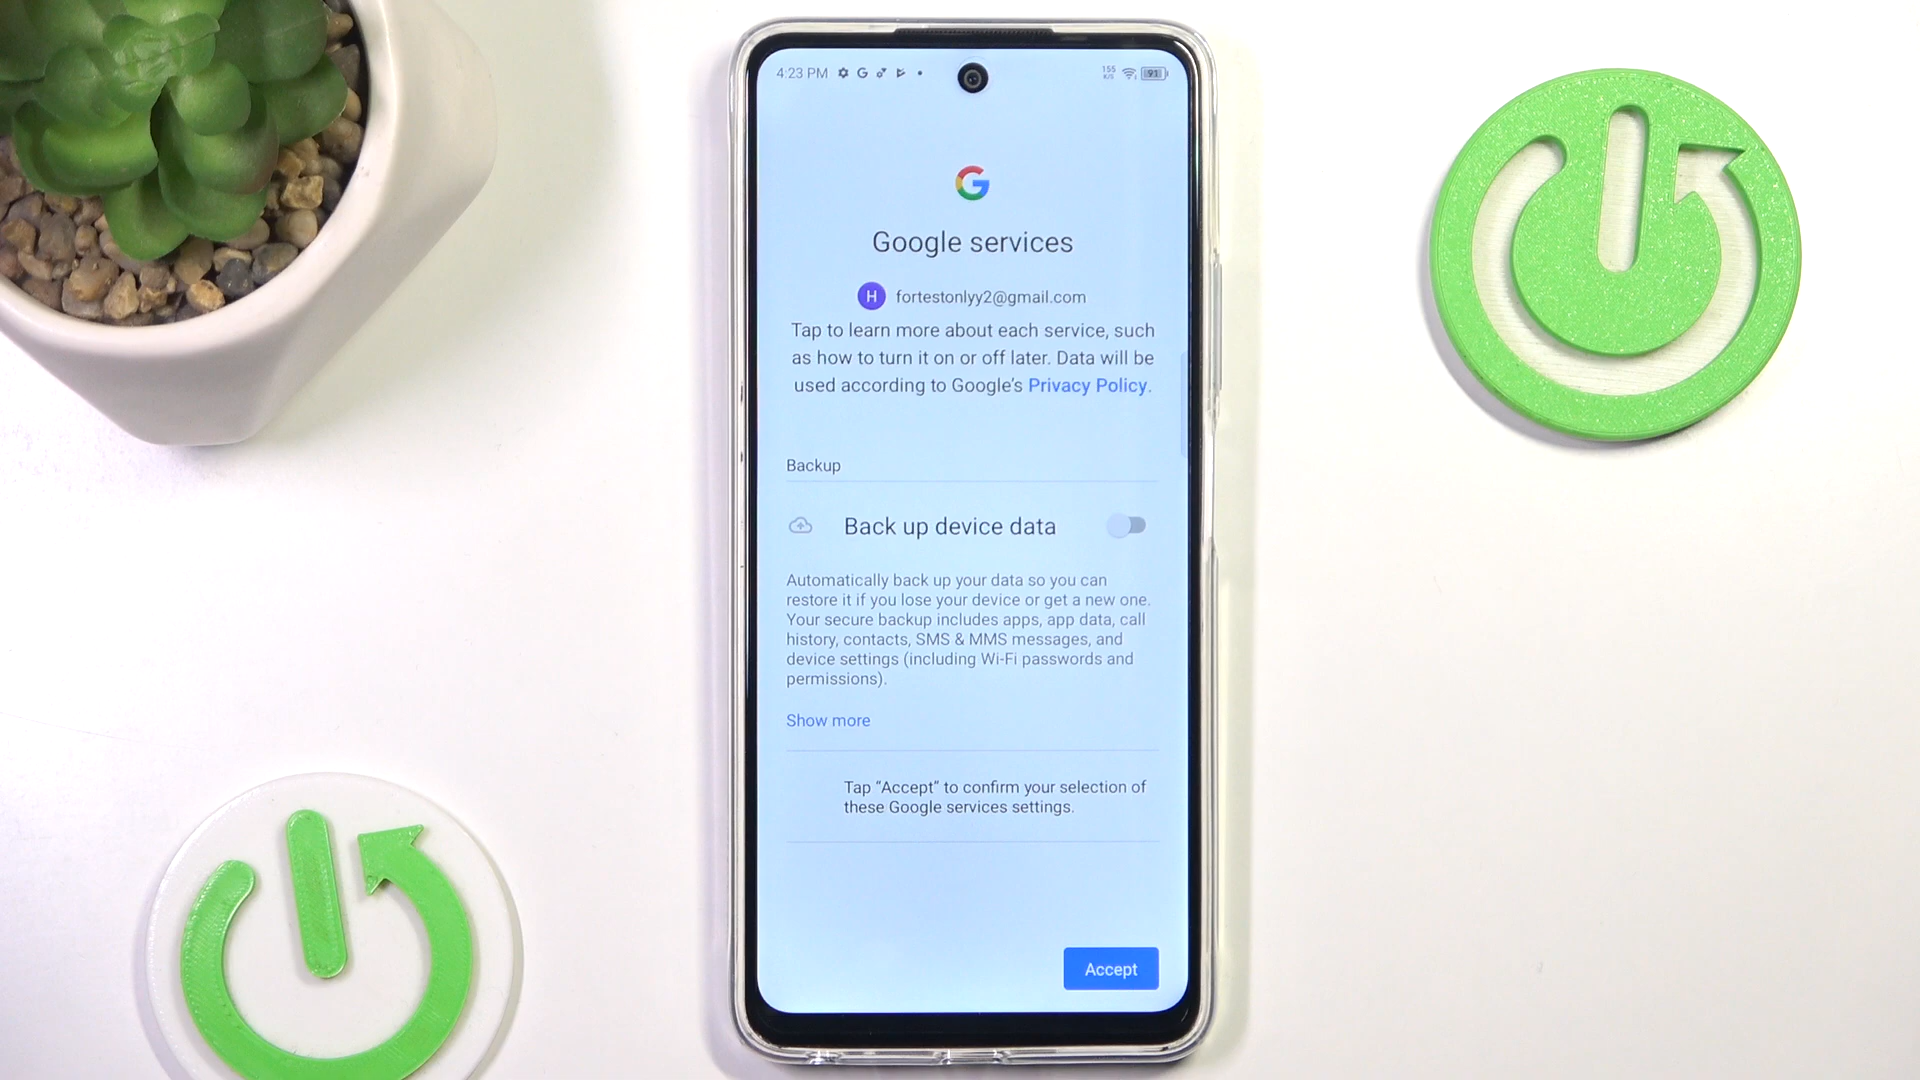 4:23 PM
155
K/S
91
G
Google services
H fortestonlyy2@gmail.com
Tap to learn more about each service, such
as how to turn it on or off later. Data will be
used according to Google's Privacy Policy.
Backup
Back up device data
Automatically back up your data so you can
restore it if you lose your device or get a new one.
Your secure backup includes apps, app data, call
history, contacts, SMS & MMS messages, and
device settings (including Wi-Fi passwords and
permissions).
Show more
Tap “Accept” to confirm your selection of
these Google services settings.
Accept